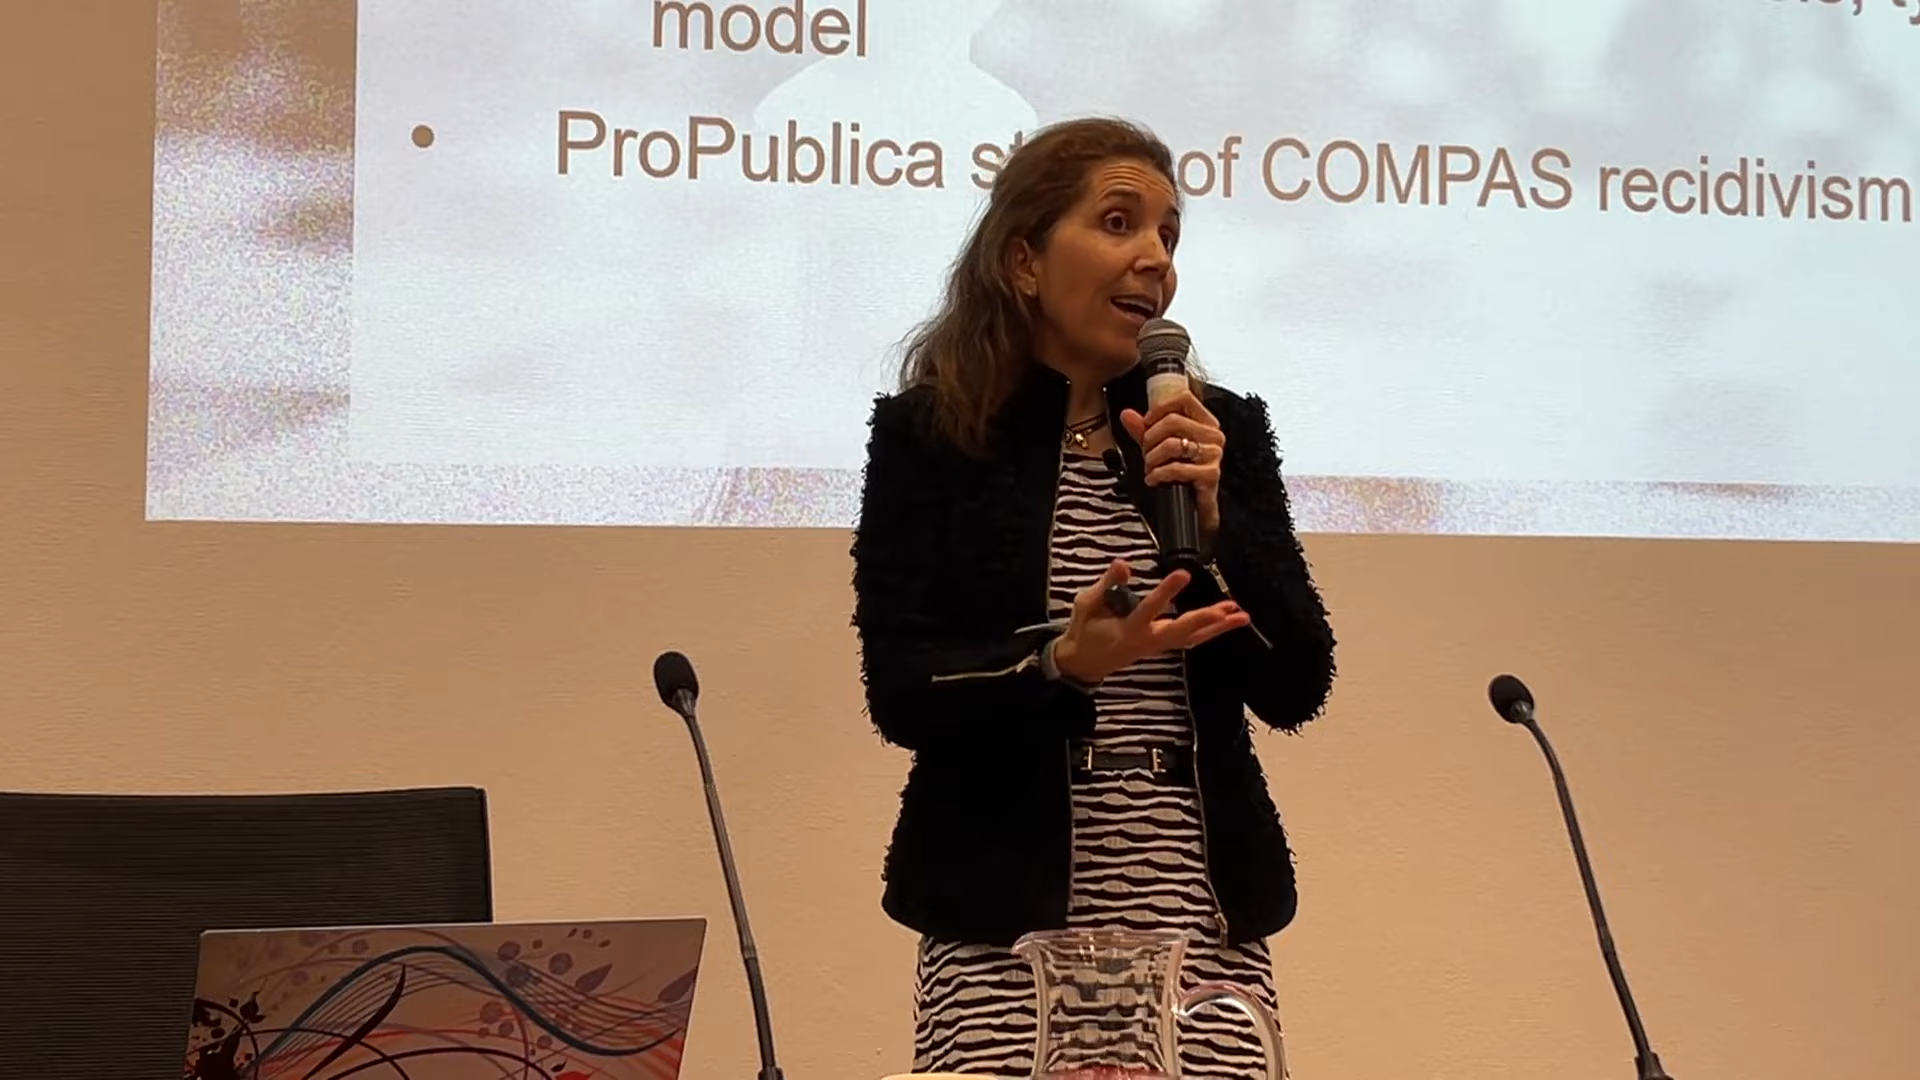 model
• ProPublica of COMPAS recidivism